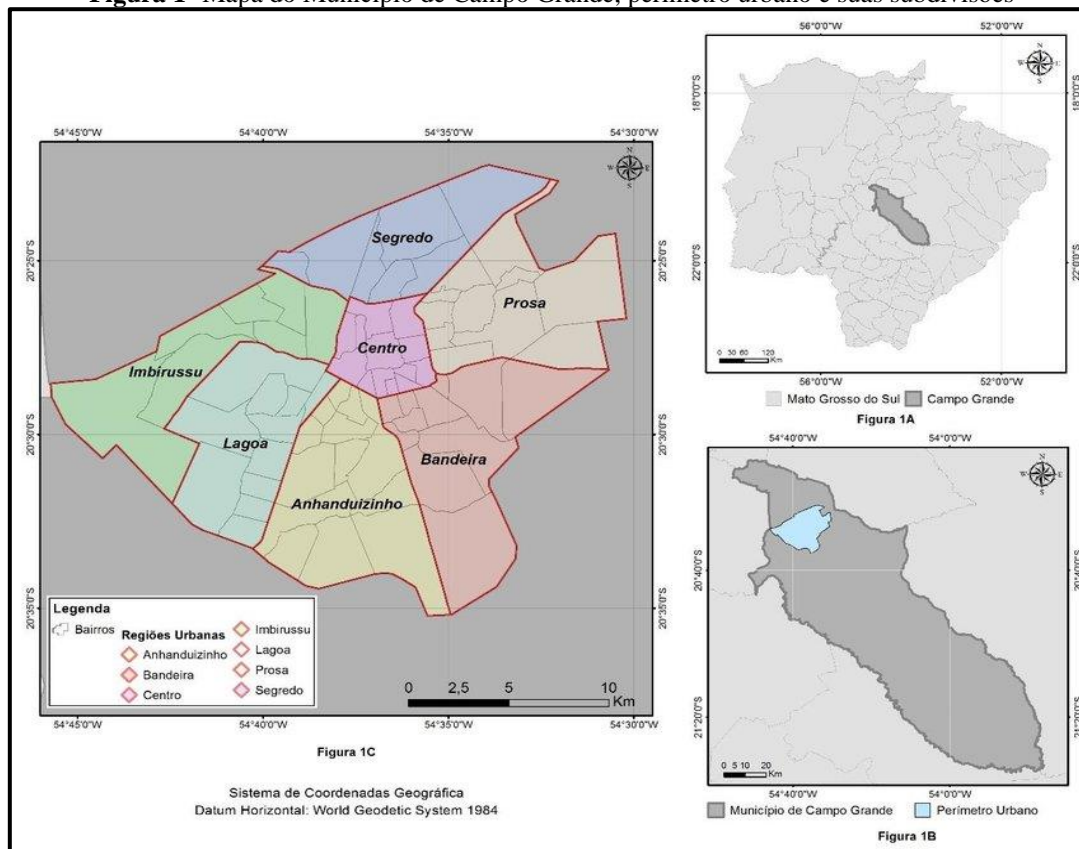 Figura 1- Mapa do Município de Campo Grande, perímetro urbano e suas subdivisões
54°45'0"W 54°40'0"W 54°35'0"W 54°30'0"W
N
W E
S
20°25'0"S
20°30'0"S
20°35'0"S
Segredo
Prosa
Centro
Imbirussu
Lagoa
Bandeira
Anhanduizinho
20°25'0"S
20°30'0"S
20°35'0"S
Legenda
Bairros
Regiões Urbanas
Anhanduizinho
Bandeira
Centro
Imbirussu
Lagoa
Prosa
Segredo
0 2,5 5 10
Km
54°45'0"W 54°40'0"W 54°35'0"W 54°30'0"W
Figura 1C
Sistema de Coordenadas Geográfica
Datum Horizontal: World Geodetic System 1984
56°0'0"W 52°0'0"W
N
W E
S
18°0'0"S
22°0'0"S
18°0'0"S
22°0'0"S
0 30 60 120
Km
56°0'0"W 52°0'0"W
Mato Grosso do Sul Campo Grande
Figura 1A
54°40'0"W 54°0'0"W
N
W E
S
20°40'0"S
21°20'0"S
20°40'0"S
21°20'0"S
0 5 10 20
Km
54°40'0"W 54°0'0"W
Município de Campo Grande Perímetro Urbano
Figura 1B